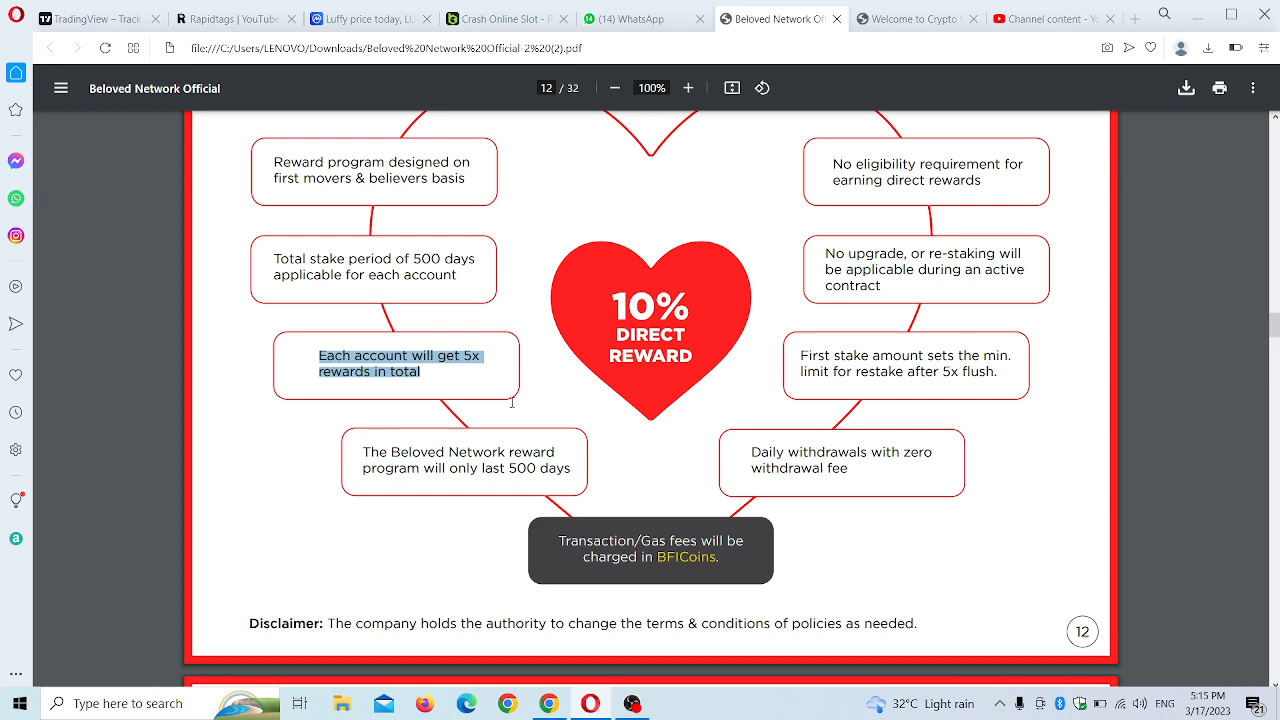 TradingView – Track
Rapidtags | YouTube
Luffy price today, LU
Crash Online Slot - P
(14) WhatsApp
Beloved Network Off
Welcome to Crypto C
Channel content - Yo
file:///C:/Users/LENOVO/Downloads/Beloved%20Network%20Official-2%20(2).pdf
Beloved Network Official
12 / 32
100%
Reward program designed on
first movers & believers basis
No eligibility requirement for
earning direct rewards
Total stake period of 500 days
applicable for each account
No upgrade, or re-staking will
be applicable during an active
contract
10%
DIRECT
REWARD
Each account will get 5x
rewards in total
First stake amount sets the min.
limit for restake after 5x flush.
The Beloved Network reward
program will only last 500 days
Daily withdrawals with zero
withdrawal fee
Transaction/Gas fees will be
charged in BFICoins.
Disclaimer: The company holds the authority to change the terms & conditions of policies as needed.
12
Type here to search
32°C Light rain
5:15 PM
3/17/2023
21